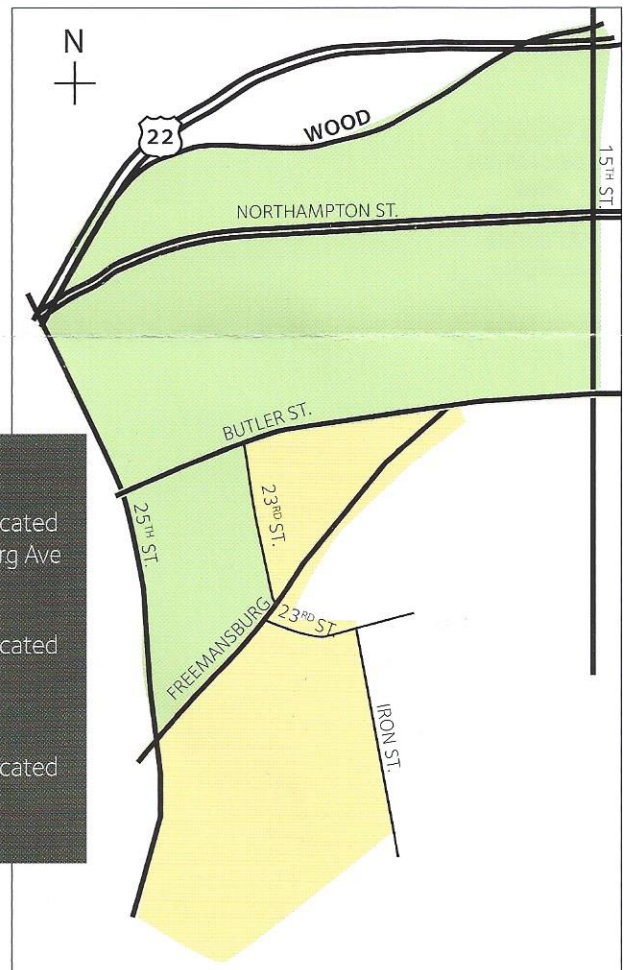 N
22
WOOD
15TH ST.
NORTHAMPTON ST.
BUTLER ST.
25TH ST.
23RD ST.
FREEMANSBURG
23RD ST.
IRON ST.
cated
rg Ave
cated
cated